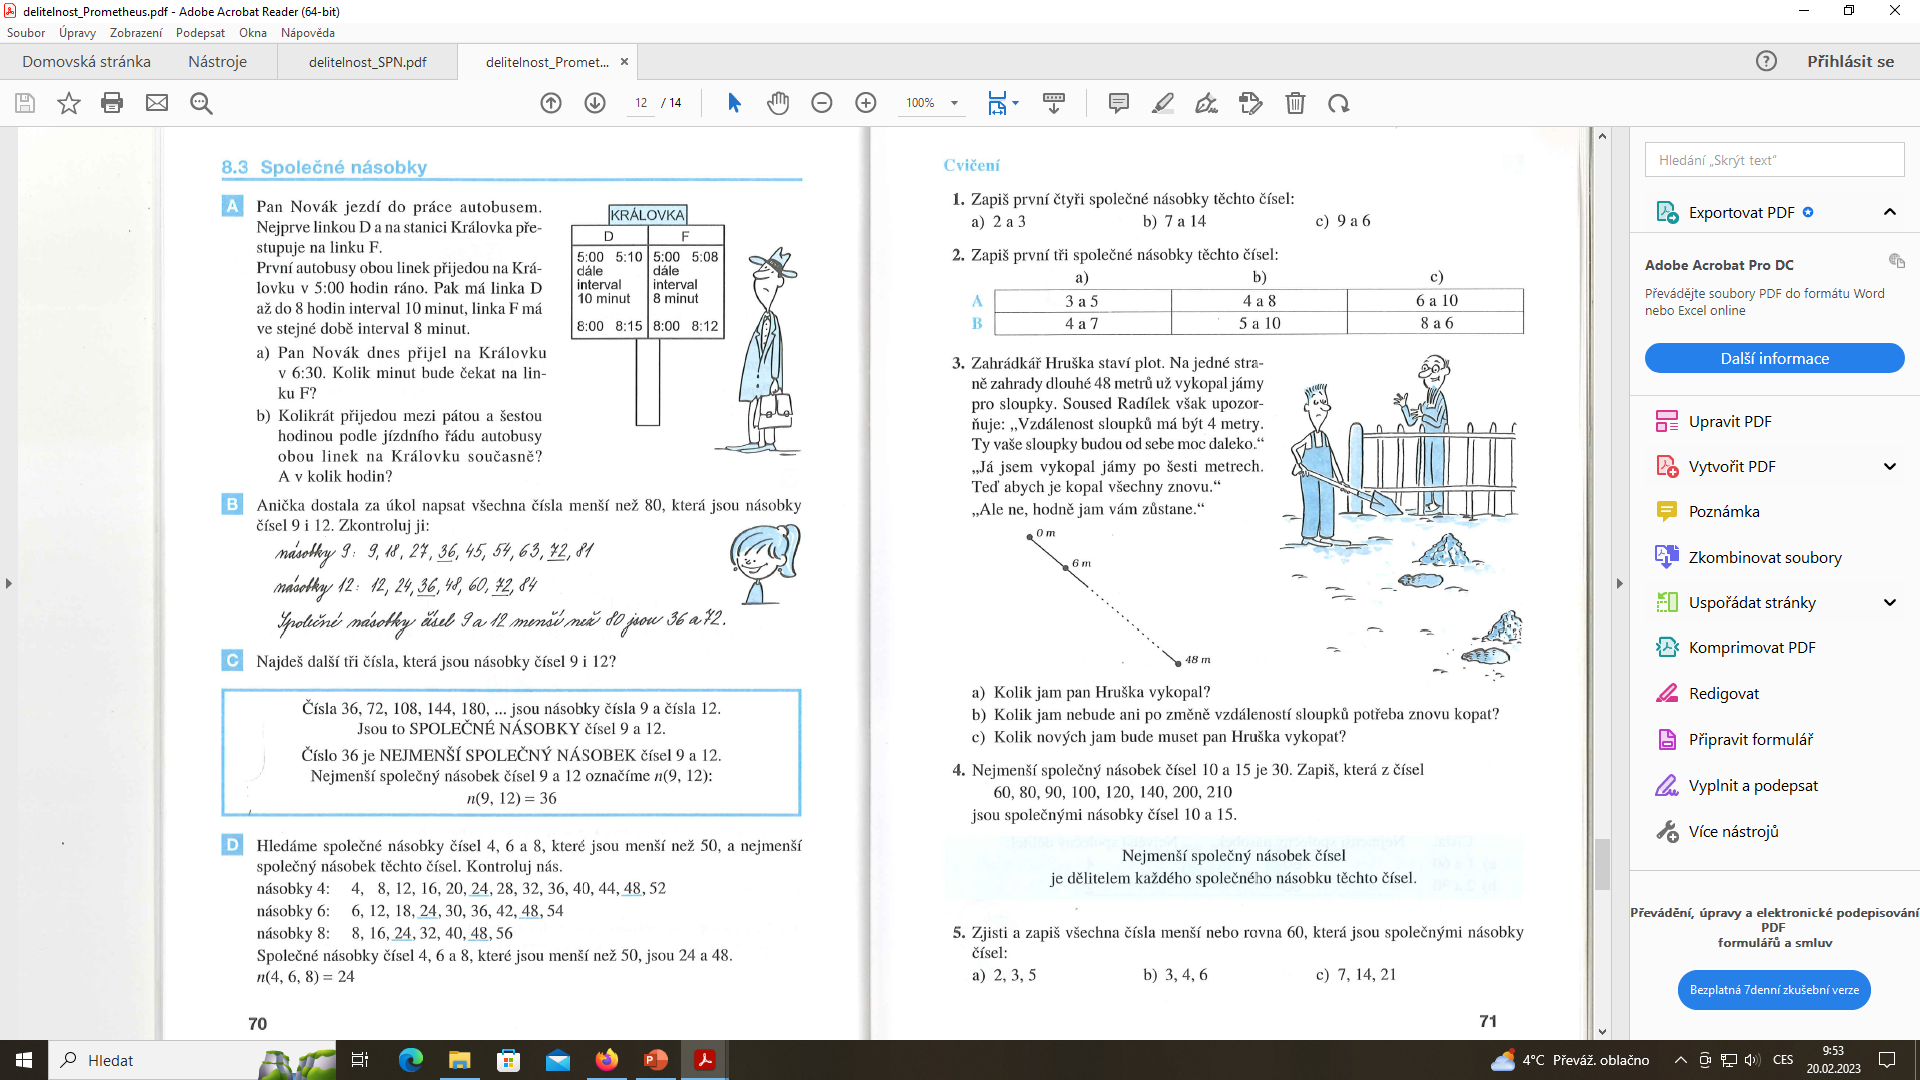 delitelnost_Prometheus.pdf - Adobe Acrobat Reader (64-bit)
Soubor Úpravy Zobrazení Podepsat Okna Nápověda
Domovská stránka Nástroje delitelnost_SPN.pdf delitelnost_Promet... × Přihlásit se
12 / 14 100%
8.3 Společné násobky
A Pan Novák jezdí do práce autobusem.
Nejprve linkou D a na stanici Královka pře-
stupuje na linku F.
První autobusy obou linek přijedou na Krá-
lovku v 5:00 hodin ráno. Pak má linka D
až do 8 hodin interval 10 minut, linka F má
ve stejné době interval 8 minut.
a) Pan Novák dnes přijel na Královku
v 6:30. Kolik minut bude čekat na lin-
ku F?
b) Kolikrát přijedou mezi pátou a šestou
hodinou podle jízdního řádu autobusy
obou linek na Královku současně?
A v kolik hodin?
KRÁLOVKA
D F
5:00 5:10 5:00 5:08
dále dále
interval interval
10 minut 8 minut
8:00 8:15 8:00 8:12
B Anička dostala za úkol napsat všechna čísla menší než 80, která jsou násobky
čísel 9 i 12. Zkontroluj ji:
násobky 9: 9, 18, 27, 36, 45, 54, 63, 72, 81
násobky 12: 12, 24, 36, 48, 60, 72, 84
Společné násobky čísel 9 a 12 menší než 80 jsou 36 a 72.
C Najdeš další tři čísla, která jsou násobky čísel 9 i 12?
Čísla 36, 72, 108, 144, 180, ... jsou násobky čísla 9 a čísla 12.
Jsou to SPOLEČNÉ NÁSOBKY čísel 9 a 12.
Číslo 36 je NEJMENŠÍ SPOLEČNÝ NÁSOBEK čísel 9 a 12.
Nejmenší společný násobek čísel 9 a 12 označíme n(9, 12):
n(9, 12) = 36
D Hledáme společné násobky čísel 4, 6 a 8, které jsou menší než 50, a nejmenší
společný násobek těchto čísel. Kontroluj nás.
násobky 4: 4, 8, 12, 16, 20, 24, 28, 32, 36, 40, 44, 48, 52
násobky 6: 6, 12, 18, 24, 30, 36, 42, 48, 54
násobky 8: 8, 16, 24, 32, 40, 48, 56
Společné násobky čísel 4, 6 a 8, které jsou menší než 50, jsou 24 a 48.
n(4, 6, 8) = 24
70
Cvičení
1. Zapiš první čtyři společné násobky těchto čísel:
a) 2 a 3 b) 7 a 14 c) 9 a 6
2. Zapiš první tři společné násobky těchto čísel:
a) b) c)
A 3 a 5 4 a 8 6 a 10
B 4 a 7 5 a 10 8 a 6
3. Zahrádkář Hruška staví plot. Na jedné stra-
ně zahrady dlouhé 48 metrů už vykopal jámy
pro sloupky. Soused Radílek však upozor-
ňuje: „Vzdálenost sloupků má být 4 metry.
Ty vaše sloupky budou od sebe moc daleko.“
„Já jsem vykopal jámy po šesti metrech.
Teď abych je kopal všechny znovu.“
„Ale ne, hodně jam vám zůstane.“
0 m
6 m
48 m
a) Kolik jam pan Hruška vykopal?
b) Kolik jam nebude ani po změně vzdáleností sloupků potřeba znovu kopat?
c) Kolik nových jam bude muset pan Hruška vykopat?
4. Nejmenší společný násobek čísel 10 a 15 je 30. Zapiš, která z čísel
60, 80, 90, 100, 120, 140, 200, 210
jsou společnými násobky čísel 10 a 15.
Nejmenší společný násobek čísel
je dělitelem každého společného násobku těchto čísel.
5. Zjisti a zapiš všechna čísla menší nebo rovna 60, která jsou společnými násobky
čísel:
a) 2, 3, 5 b) 3, 4, 6 c) 7, 14, 21
71
Hledání „Skrýt text“
Exportovat PDF
Adobe Acrobat Pro DC
Převádějte soubory PDF do formátu Word
nebo Excel online
Další informace
Upravit PDF
Vytvořit PDF
Poznámka
Zkombinovat soubory
Uspořádat stránky
Komprimovat PDF
Redigovat
Připravit formulář
Vyplnit a podepsat
Více nástrojů
Převádění, úpravy a elektronické podepisování
PDF
formulářů a smluv
Bezplatná 7denní zkušební verze
Hledat 4°C Převáž. oblačno CES 9:53
20.02.2023